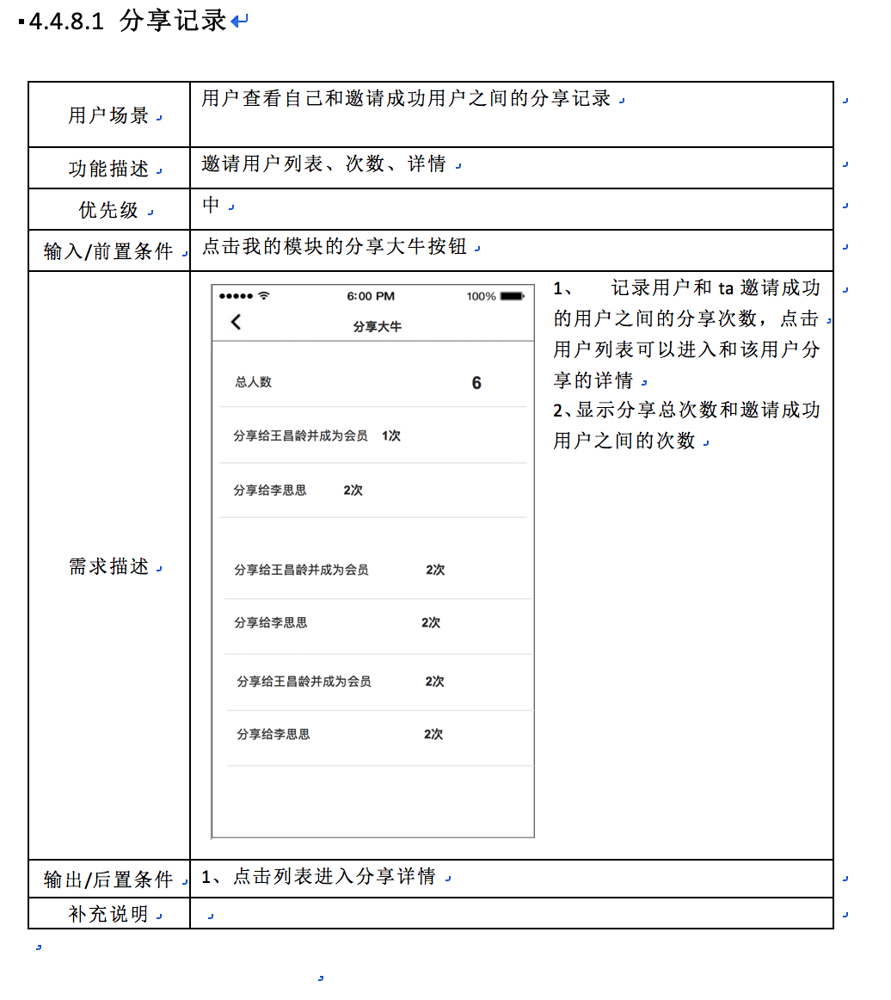 4.4.8.1 分享记录
用户场景
用户查看自己和邀请成功用户之间的分享记录
功能描述
邀请用户列表、次数、详情
优先级
中
输入/前置条件
点击我的模块的分享大牛按钮
需求描述
6:00 PM
100%
分享大牛
总人数 6
分享给王昌龄并成为会员 1次
分享给李思思 2次
分享给王昌龄并成为会员 2次
分享给李思思 2次
分享给王昌龄并成为会员 2次
分享给李思思 2次
1、 记录用户和 ta 邀请成功
的用户之间的分享次数，点击
用户列表可以进入和该用户分
享的详情
2、显示分享总次数和邀请成功
用户之间的次数
输出/后置条件
1、点击列表进入分享详情
补充说明